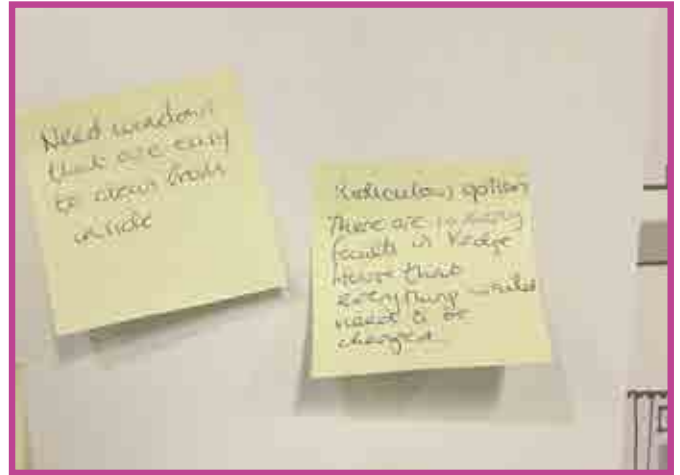 Need windows
that are easy
to clean from
inside
Ridiculous option
There are so many
faults in Kedge
House that
everything would
need to be
changed.